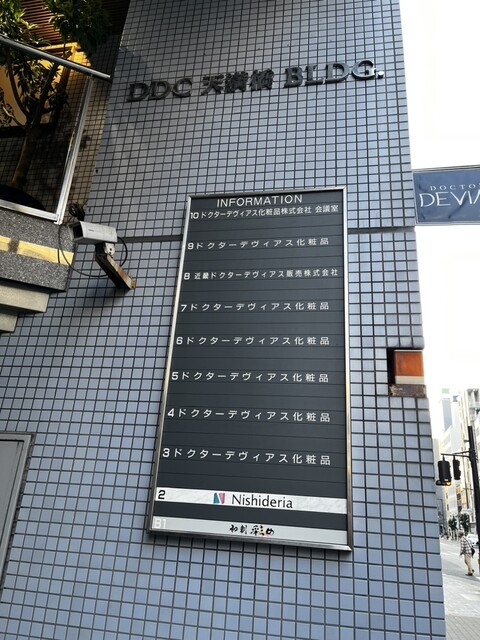 DDC 天満橋 BLDG.
INFORMATION
10 ドクターデヴィアス化粧品株式会社 会議室
9 ドクターデヴィアス化粧品
8 近畿ドクターデヴィアス販売株式会社
7 ドクターデヴィアス化粧品
6 ドクターデヴィアス化粧品
5 ドクターデヴィアス化粧品
4 ドクターデヴィアス化粧品
3 ドクターデヴィアス化粧品
2 Nishideria
B1 和創
DOCTO
DEVIA